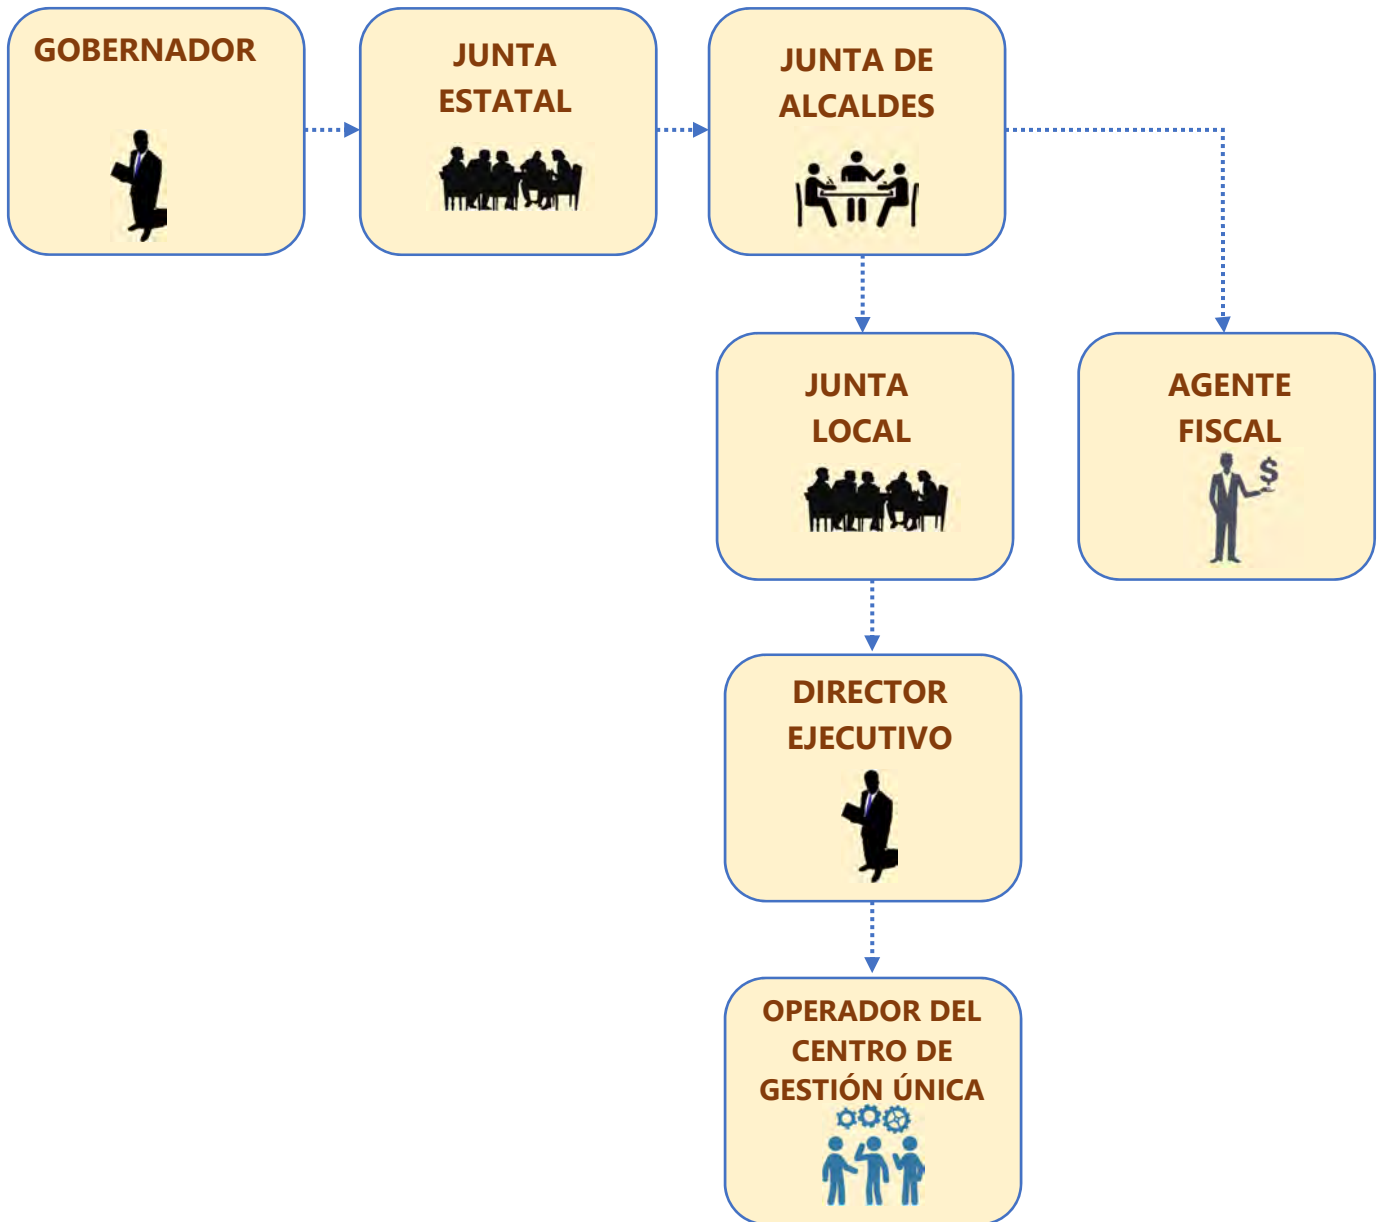 GOBERNADOR
JUNTA
ESTATAL
JUNTA DE
ALCALDES
JUNTA
LOCAL
AGENTE
FISCAL
$
DIRECTOR
EJECUTIVO
OPERADOR DEL
CENTRO DE
GESTIÓN ÚNICA